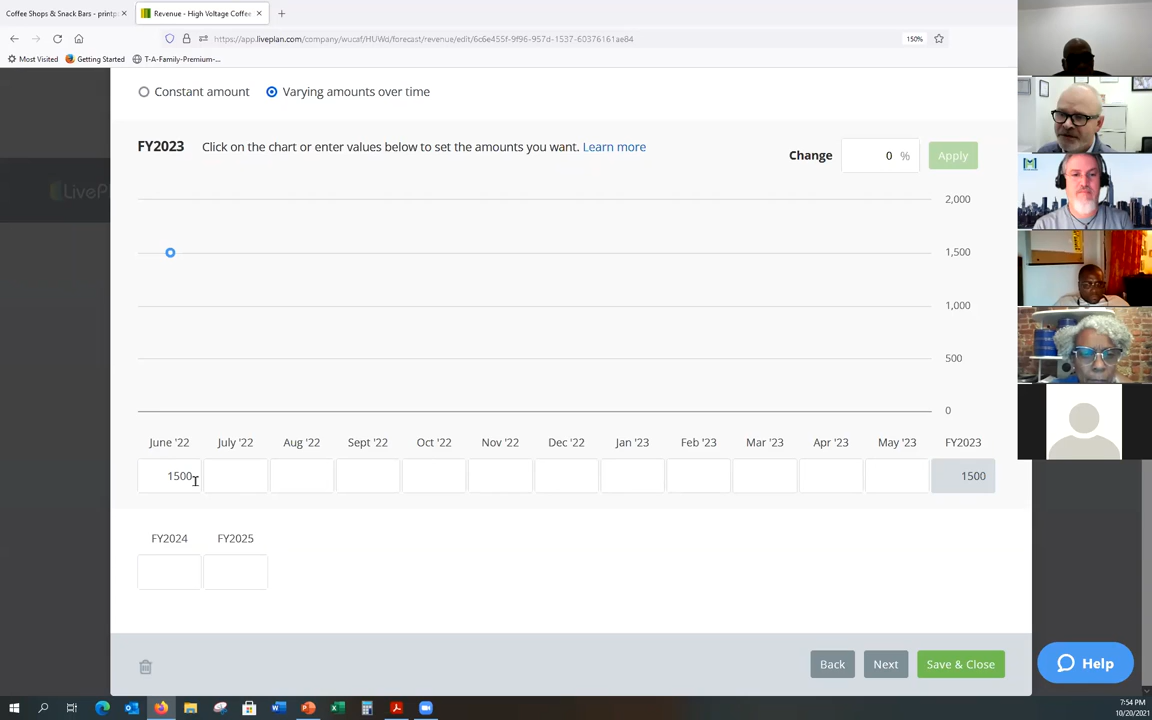 Coffee Shops & Snack Bars - printp
Revenue - High Voltage Coffee
https://app.liveplan.com/company/wucaf/HUWd/forecast/revenue/edit/6c6e455f-9f96-957d-1537-60376161ae84
150%
Most Visited
Getting Started
T-A-Family-Premium-...
Constant amount
Varying amounts over time
FY2023 Click on the chart or enter values below to set the amounts you want. Learn more
Change 0 % Apply
LivePl
2,000
1,500
1,000
500
0
June '22 July '22 Aug '22 Sept '22 Oct '22 Nov '22 Dec '22 Jan '23 Feb '23 Mar '23 Apr '23 May '23 FY2023
1500 1500
FY2024 FY2025
Back Next Save & Close
Help
7:54 PM
10/20/2021